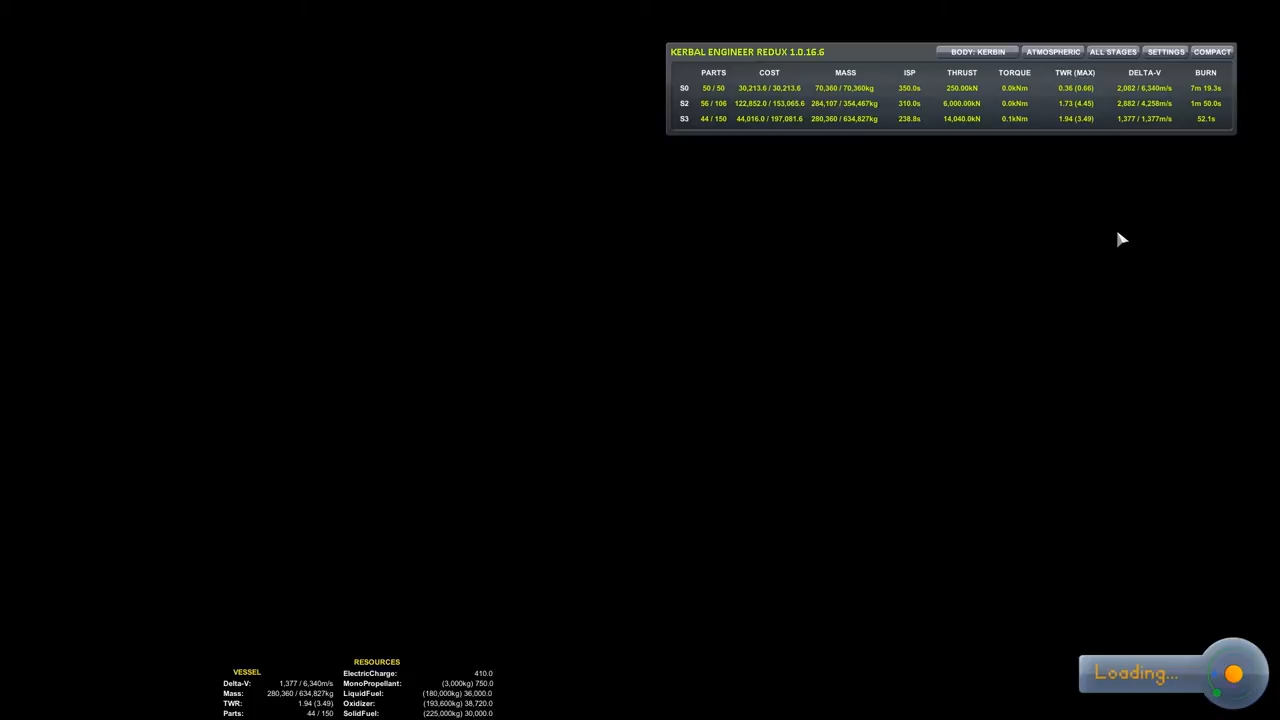 KERBAL ENGINEER REDUX 1.0.16.6 BODY: KERBIN ATMOSPHERIC ALL STAGES SETTINGS COMPACT
PARTS COST MASS ISP THRUST TORQUE TWR (MAX) DELTA-V BURN
S0 50 / 50 30,213.6 / 30,213.6 70,360 / 70,360kg 350.0s 250.00kN 0.0kNm 0.36 (0.66) 2,082 / 6,340m/s 7m 19.3s
S2 56 / 106 122,852.0 / 153,065.6 284,107 / 354,467kg 310.0s 6,000.00kN 0.0kNm 1.73 (4.45) 2,882 / 4,258m/s 1m 50.0s
S3 44 / 150 44,016.0 / 197,081.6 280,360 / 634,827kg 238.8s 14,040.0kN 0.1kNm 1.94 (3.49) 1,377 / 1,377m/s 52.1s
RESOURCES
VESSEL ElectricCharge: 410.0
Delta-V: 1,377 / 6,340m/s MonoPropellant: (3,000kg) 750.0
Mass: 280,360 / 634,827kg LiquidFuel: (180,000kg) 36,000.0
TWR: 1.94 (3.49) Oxidizer: (193,600kg) 38,720.0
Parts: 44 / 150 SolidFuel: (225,000kg) 30,000.0
Loading...